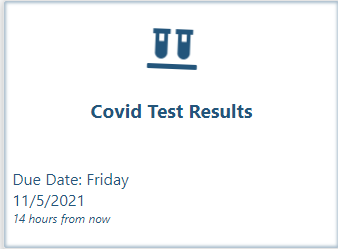 Covid Test Results
Due Date: Friday
11/5/2021
14 hours from now